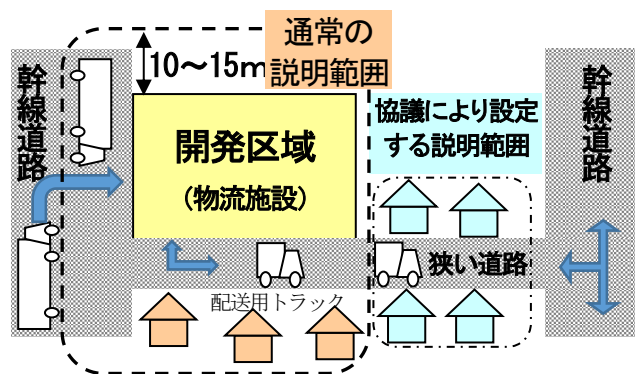 通常の
説明範囲
10～15m
幹線道路
開発区域
（物流施設）
協議により設定
する説明範囲
幹線道路
狭い道路
配送用トラック